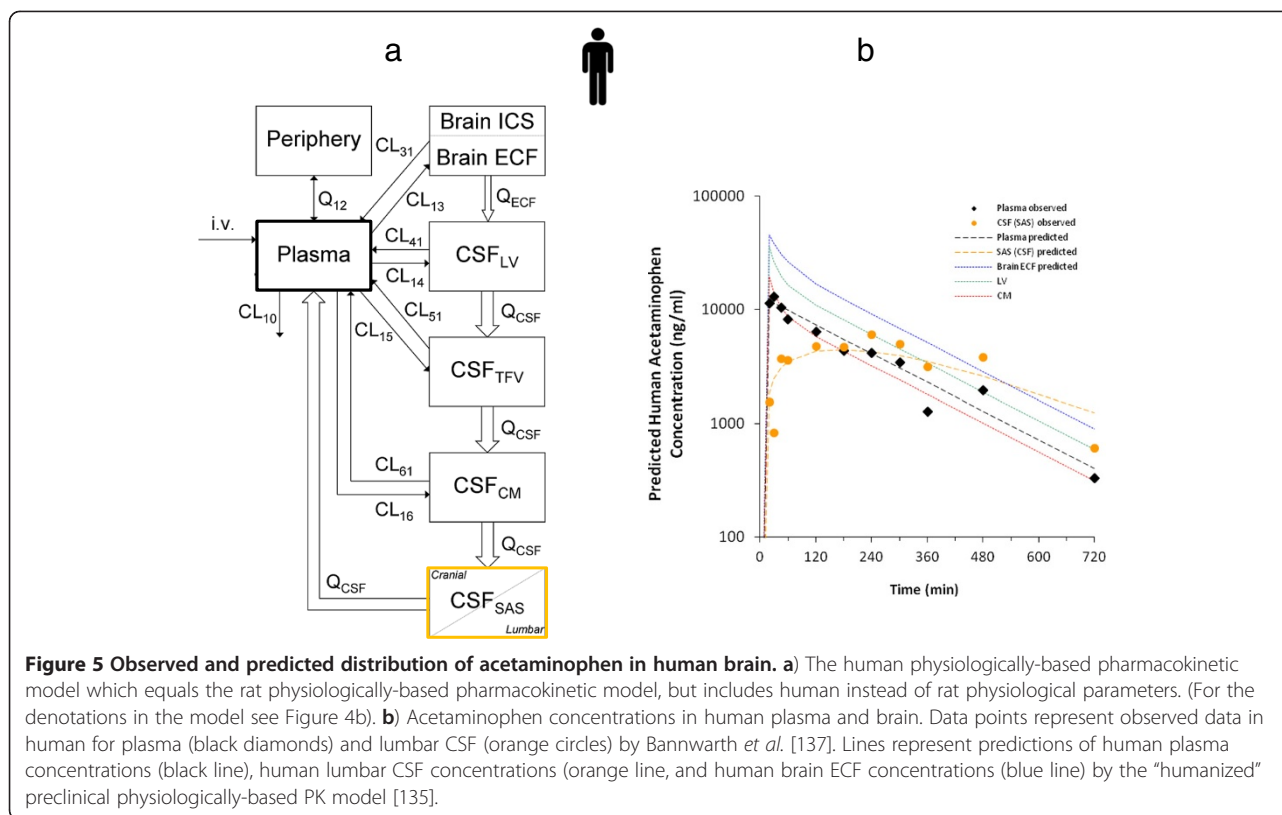 a
b
Periphery
Brain ICS
Brain ECF
CL31
CL13
Q12
QECF
i.v.
Plasma
CL41
CL14
CSFLV
CL10
CL51
CL15
QCSF
CSFTFV
QCSF
CL61
CL16
CSFCM
QCSF
QCSF
Cranial
CSFSAS
Lumbar
Predicted Human Acetaminophen
Concentration (ng/ml)
100000
10000
1000
100
0
120
240
360
480
600
720
Time (min)
Plasma observed
CSF (SAS) observed
Plasma predicted
SAS (CSF) predicted
Brain ECF predicted
LV
CM
Figure 5 Observed and predicted distribution of acetaminophen in human brain. a) The human physiologically-based pharmacokinetic
model which equals the rat physiologically-based pharmacokinetic model, but includes human instead of rat physiological parameters. (For the
denotations in the model see Figure 4b). b) Acetaminophen concentrations in human plasma and brain. Data points represent observed data in
human for plasma (black diamonds) and lumbar CSF (orange circles) by Bannwarth et al. [137]. Lines represent predictions of human plasma
concentrations (black line), human lumbar CSF concentrations (orange line, and human brain ECF concentrations (blue line) by the “humanized”
preclinical physiologically-based PK model [135].